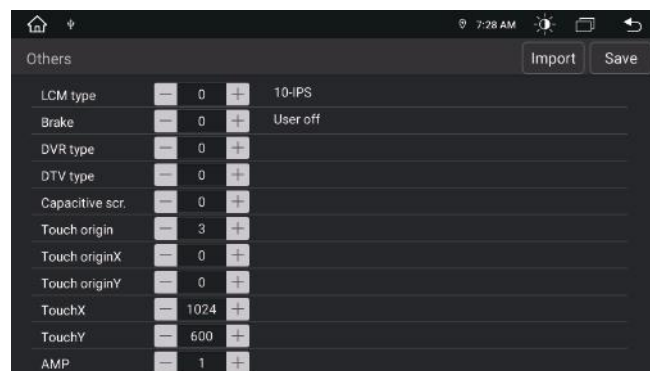 7:28 AM
Others Import Save
LCM type — 0 + 10-IPS
Brake — 0 + User off
DVR type — 0 +
DTV type — 0 +
Capacitive scr. — 0 +
Touch origin — 3 +
Touch originX — 0 +
Touch originY — 0 +
TouchX — 1024 +
TouchY — 600 +
AMP — 1 +